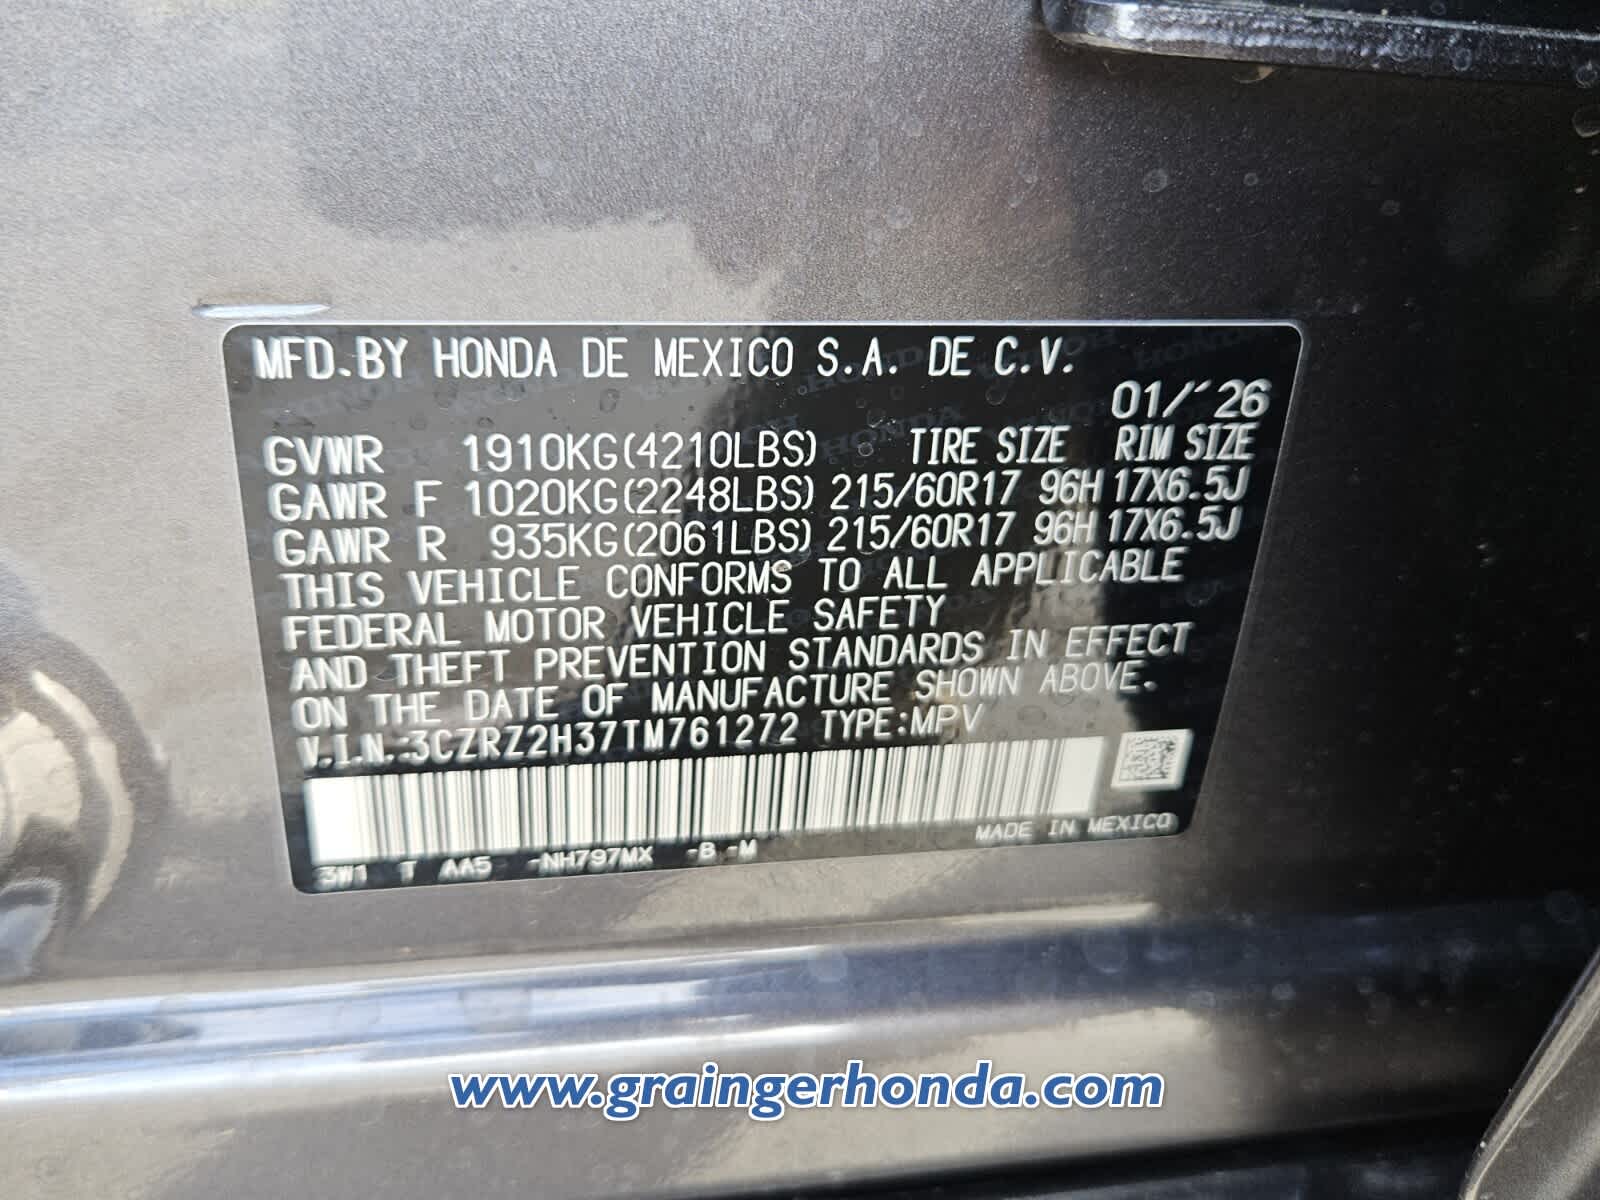 MFD.BY HONDA DE MEXICO S.A. DE C.V.
01/´26
GVWR 1910KG(4210LBS) TIRE SIZE RIM SIZE
GAWR F 1020KG(2248LBS) 215/60R17 96H 17X6.5J
GAWR R 935KG(2061LBS) 215/60R17 96H 17X6.5J
THIS VEHICLE CONFORMS TO ALL APPLICABLE
FEDERAL MOTOR VEHICLE SAFETY
AND THEFT PREVENTION STANDARDS IN EFFECT
ON THE DATE OF MANUFACTURE SHOWN ABOVE.
V.I.N.:3CZRZ2H37TM761272 TYPE:MPV
MADE IN MEXICO
3W1 T AA5 -NH797MX -B -M
www.graingerhonda.com